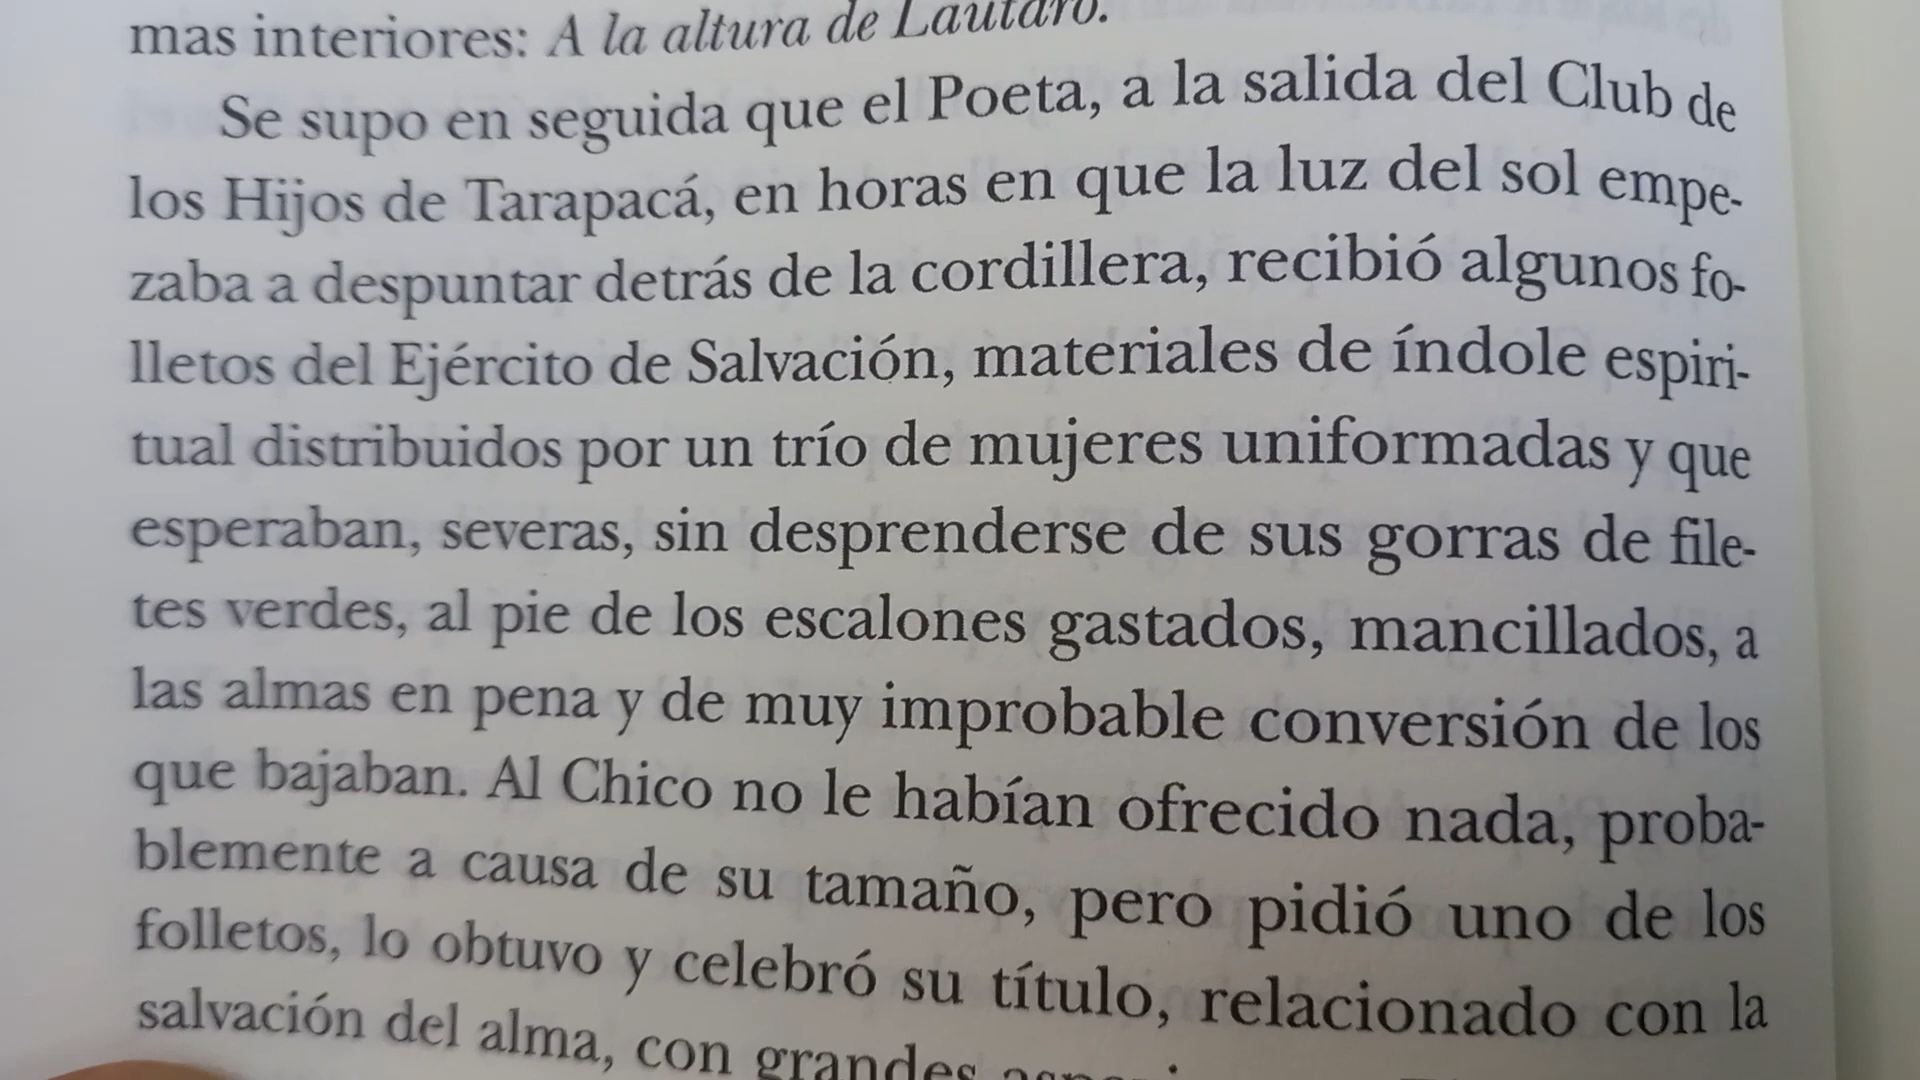 mas interiores: A la altura de Lautaro.
Se supo en seguida que el Poeta, a la salida del Club de
los Hijos de Tarapacá, en horas en que la luz del sol empe-
zaba a despuntar detrás de la cordillera, recibió algunos fo-
lletos del Ejército de Salvación, materiales de índole espiri-
tual distribuidos por un trío de mujeres uniformadas y que
esperaban, severas, sin desprenderse de sus gorras de file-
tes verdes, al pie de los escalones gastados, mancillados, a
las almas en pena y de muy improbable conversión de los
que bajaban. Al Chico no le habían ofrecido nada, proba-
blemente a causa de su tamaño, pero pidió uno de los
folletos, lo obtuvo y celebró su título, relacionado con la
salvación del alma, con grandes